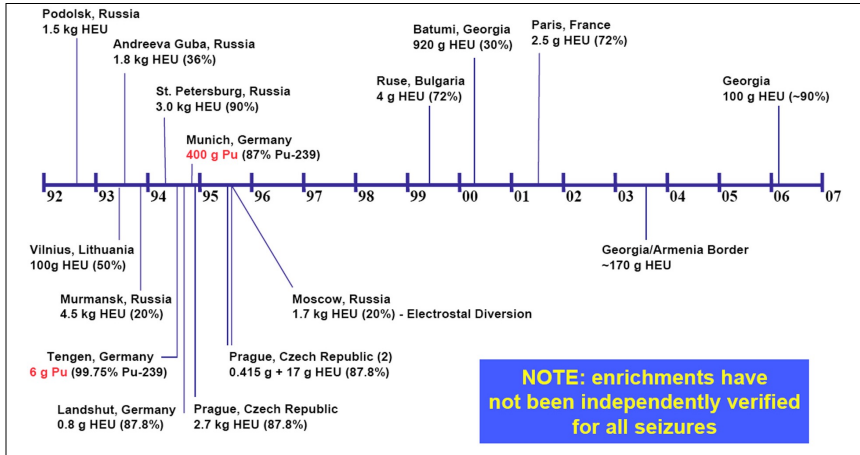 Podolsk, Russia
1.5 kg HEU
Andreeva Guba, Russia
1.8 kg HEU (36%)
St. Petersburg, Russia
3.0 kg HEU (90%)
Munich, Germany
400 g Pu (87% Pu-239)
Ruse, Bulgaria
4 g HEU (72%)
Batumi, Georgia
920 g HEU (30%)
Paris, France
2.5 g HEU (72%)
Georgia
100 g HEU (~90%)
92 93 94 95 96 97 98 99 00 01 02 03 04 05 06 07
Vilnius, Lithuania
100g HEU (50%)
Murmansk, Russia
4.5 kg HEU (20%)
Tengen, Germany
6 g Pu (99.75% Pu-239)
Landshut, Germany
0.8 g HEU (87.8%)
Prague, Czech Republic
2.7 kg HEU (87.8%)
Prague, Czech Republic (2)
0.415 g + 17 g HEU (87.8%)
Moscow, Russia
1.7 kg HEU (20%) - Electrostal Diversion
Georgia/Armenia Border
~170 g HEU
NOTE: enrichments have
not been independently verified
for all seizures